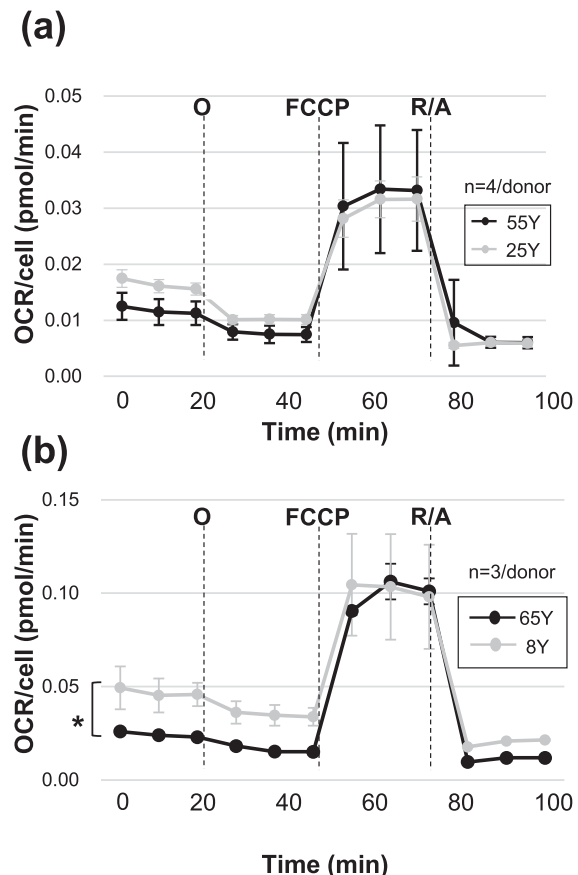 (a)
OCR/cell (pmol/min)
0.05
0.04
0.03
0.02
0.01
0.00
O FCCP R/A
n=4/donor
55Y
25Y
0 20 40 60 80 100
Time (min)
(b)
OCR/cell (pmol/min)
0.15
0.10
0.05
0.00
O FCCP R/A
n=3/donor
65Y
8Y
*
0 20 40 60 80 100
Time (min)